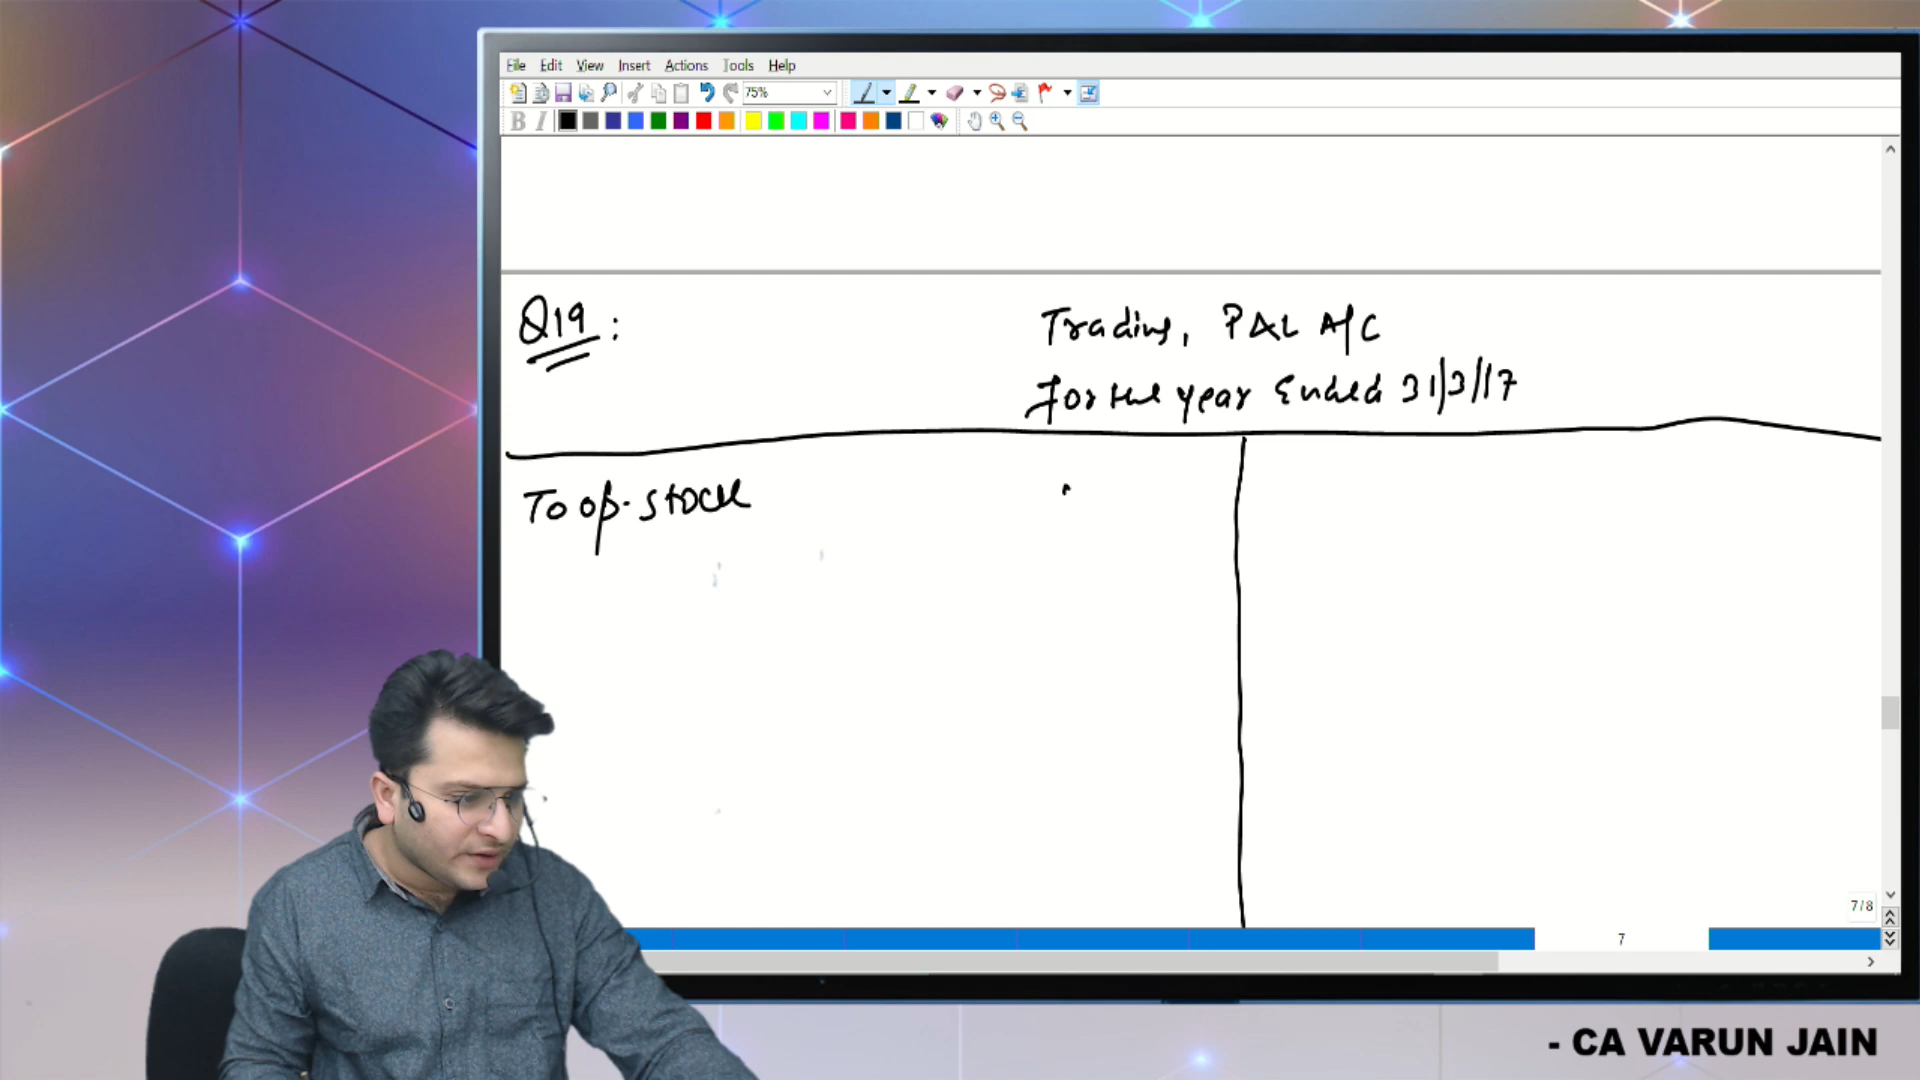 File Edit View Insert Actions Tools Help
75%
B I
Q19 :
Trading, P&L A/C
For the year Ended 31/3/17
To op. stock
7/8
7
- CA VARUN JAIN